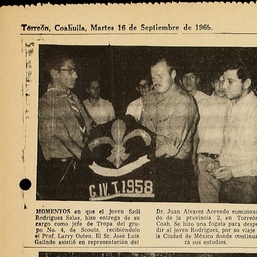 Torreón, Coahuila, Martes 16 de Septiembre de 1965.
G.IV.T.1958
MOMENTOS en que el joven Saúl
Rodríguez Salas, hizo entrega de su
cargo como jefe de Tropa del gru-
po No. 4, de Scouts, recibiéndolo
el Prof. Larry Ooten. El Sr. José Luis
Galindo asistió en representación del
Dr. Juan Alvarez Acevedo comisiona-
do de la provincia 2, en Torreón
Coah. Se hizo una fogata para despe-
dir al joven Rodríguez, por su viaje
la Ciudad de México donde continua-
rá sus estudios.